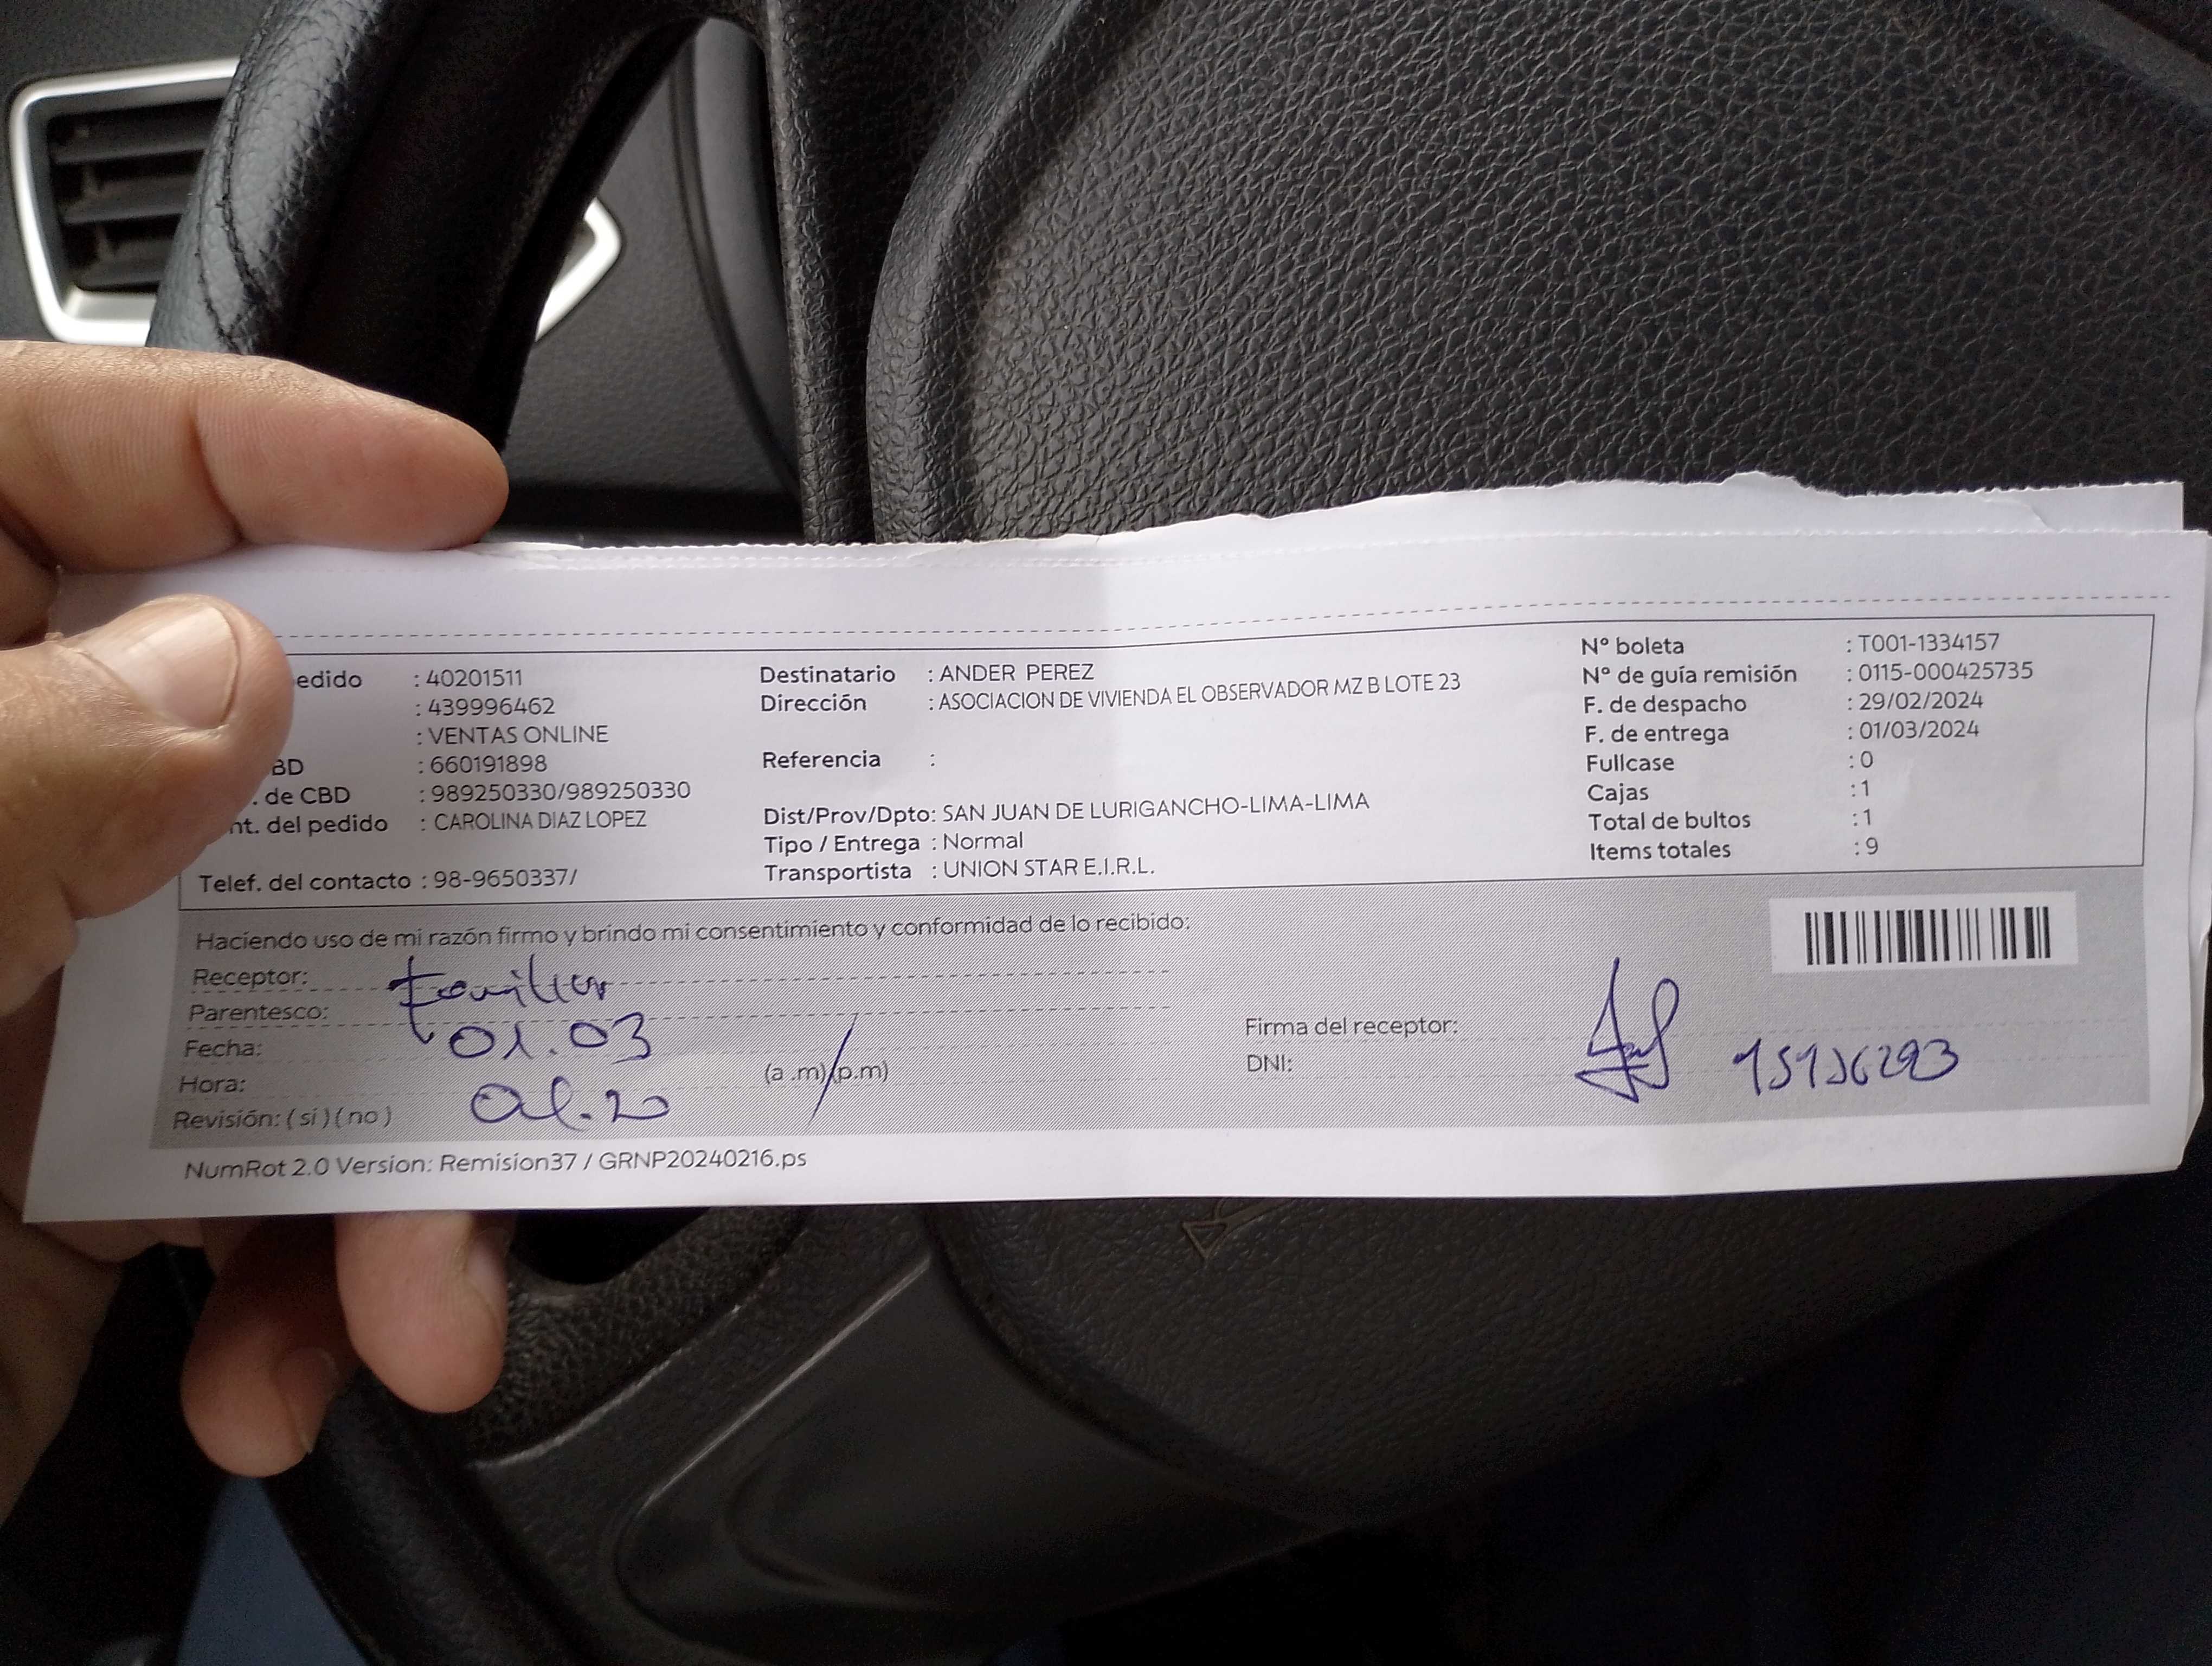 edido : 40201511
: 439996462
: VENTAS ONLINE
BD : 660191898
. de CBD : 989250330/989250330
nt. del pedido : CAROLINA DIAZ LOPEZ
Telef. del contacto : 98-9650337/
Destinatario : ANDER PEREZ
Dirección : ASOCIACION DE VIVIENDA EL OBSERVADOR MZ B LOTE 23
Referencia :
Dist/Prov/Dpto: SAN JUAN DE LURIGANCHO-LIMA-LIMA
Tipo / Entrega : Normal
Transportista : UNION STAR E.I.R.L.
N° boleta : T001-1334157
N° de guía remisión : 0115-000425735
F. de despacho : 29/02/2024
F. de entrega : 01/03/2024
Fullcase : 0
Cajas : 1
Total de bultos : 1
Items totales : 9
Haciendo uso de mi razón firmo y brindo mi consentimiento y conformidad de lo recibido:
Receptor: familiar
Parentesco:
Fecha: 01.03
Hora: (a .m)/(p.m)
Revisión: ( si ) ( no )
Firma del receptor:
DNI:
NumRot 2.0 Version: Remision37 / GRNP20240216.ps